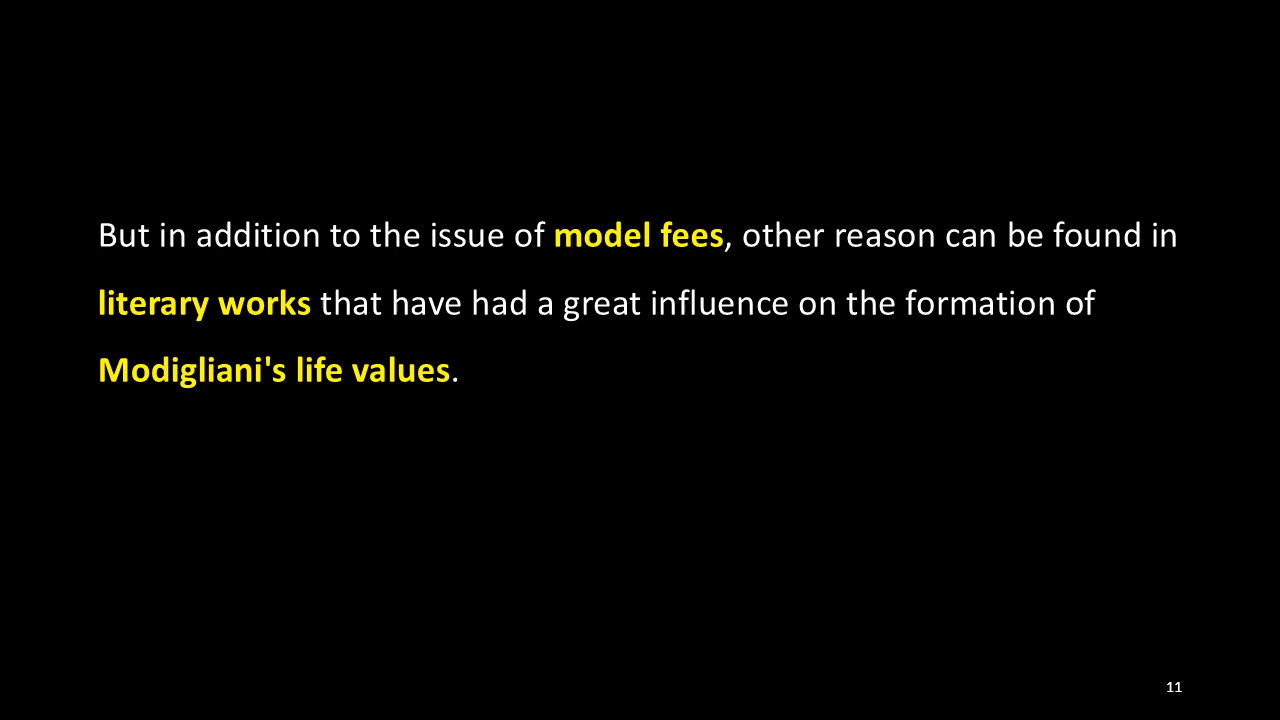 But in addition to the issue of model fees, other reason can be found in
literary works that have had a great influence on the formation of
Modigliani's life values.
11